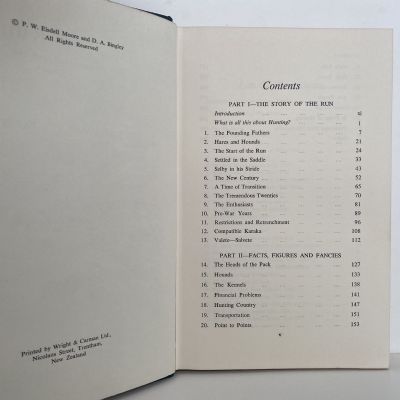 © P. W. Elsdell Moore and D. A. Bingley
All Rights Reserved
Printed by Wright & Carman Ltd.
Nicolaus Street, Trentham,
New Zealand
Contents
PART I—THE STORY OF THE RUN
Introduction ... ... ... ... xi
What is all this about Hunting? ... ... 1
1. The Founding Fathers ... ... ... 7
2. Hares and Hounds ... ... ... 21
3. The Start of the Run ... ... ... 24
4. Settled in the Saddle ... ... ... 33
5. Selby in his Stride ... ... ... 43
6. The New Century ... ... ... 52
7. A Time of Transition ... ... ... 65
8. The Tremendous Twenties ... ... ... 70
9. The Enthusiasts ... ... ... 81
10. Pre-War Years ... ... ... 89
11. Restrictions and Retrenchment ... ... 96
12. Compatible Karaka ... ... ... 108
13. Valete—Salvete ... ... ... 112
PART II—FACTS, FIGURES AND FANCIES
14. The Heads of the Pack ... ... ... 127
15. Hounds ... ... ... 133
16. The Kennels ... ... ... 138
17. Financial Problems ... ... ... 141
18. Hunting Country ... ... ... 147
19. Transportation ... ... ... 151
20. Point to Points ... ... ... 153
v